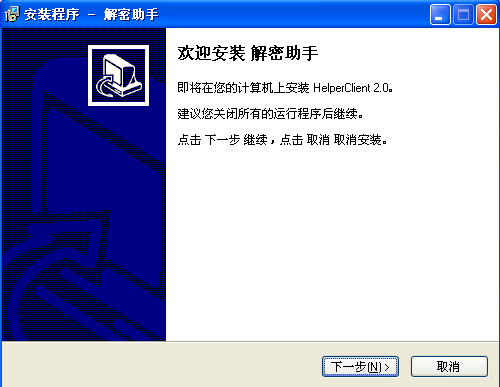 安装程序 - 解密助手
欢迎安装 解密助手
即将在您的计算机上安装 HelperClient 2.0。
建议您关闭所有的运行程序后继续。
点击 下一步 继续，点击 取消 取消安装。
下一步(N) >
取消